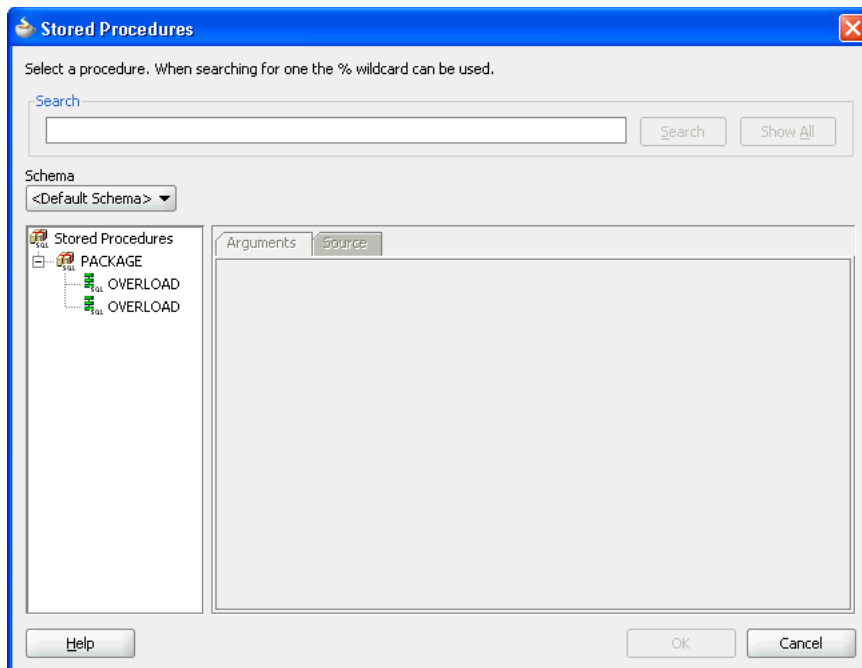 Stored Procedures
Select a procedure. When searching for one the % wildcard can be used.
Search
Search Show All
Schema
<Default Schema>
Stored Procedures
PACKAGE
OVERLOAD
OVERLOAD
Arguments Source
Help OK Cancel